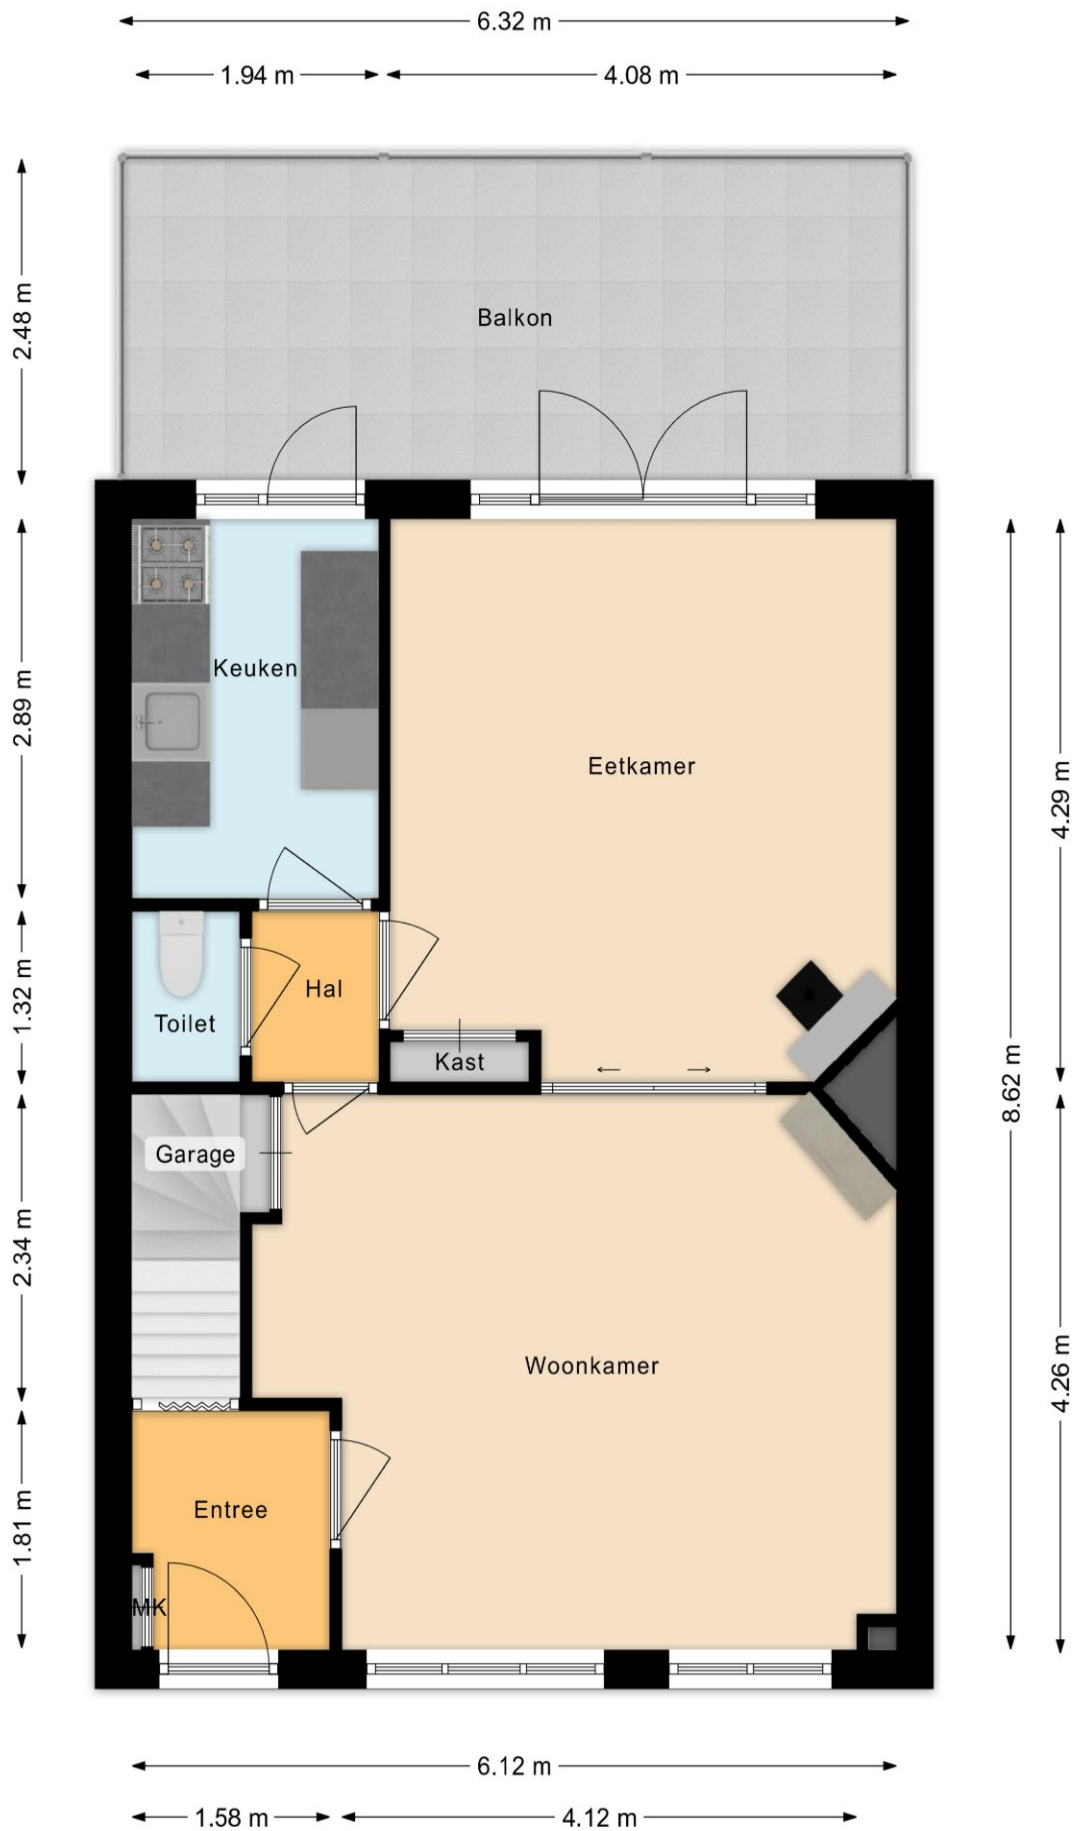 6.32 m
1.94 m
4.08 m
2.48 m
Balkon
2.89 m
Keuken
Eetkamer
4.29 m
1.32 m
Hal
Toilet
Kast
8.62 m
Garage
2.34 m
Woonkamer
4.26 m
1.81 m
Entree
MK
6.12 m
1.58 m
4.12 m